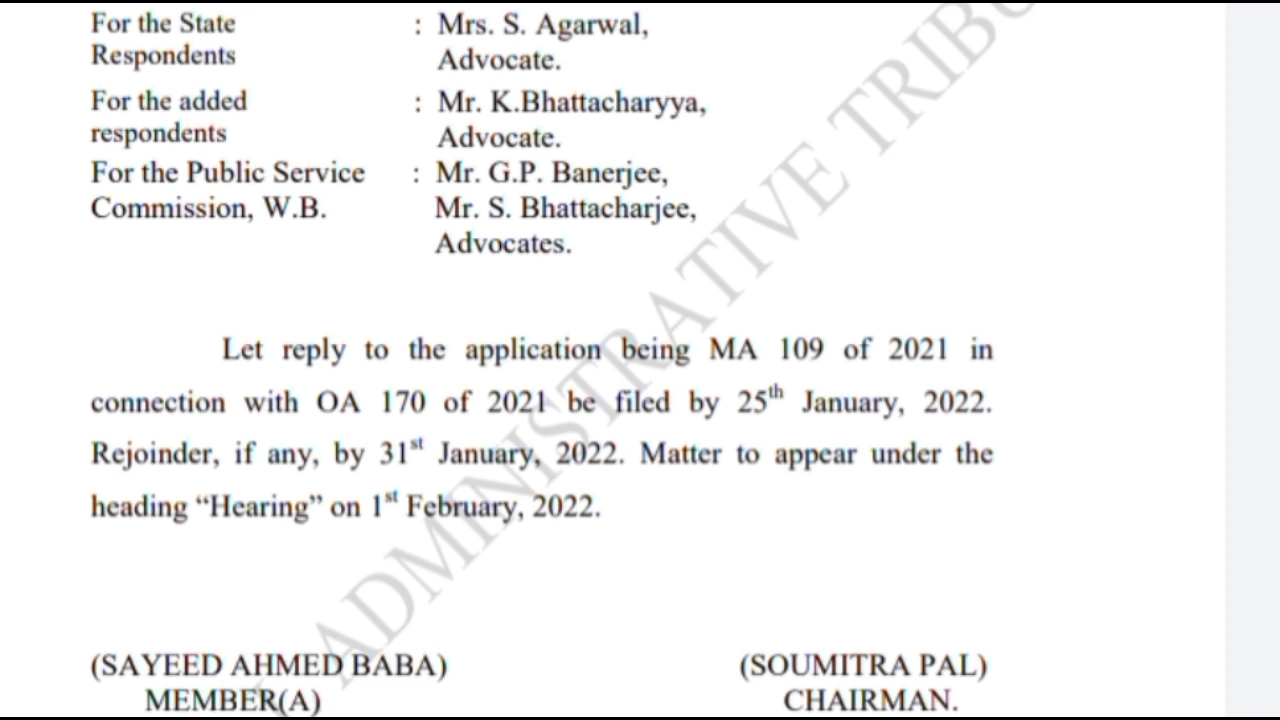 For the State : Mrs. S. Agarwal,
Respondents Advocate.
For the added : Mr. K.Bhattacharyya,
respondents Advocate.
For the Public Service : Mr. G.P. Banerjee,
Commission, W.B. Mr. S. Bhattacharjee,
Advocates.
Let reply to the application being MA 109 of 2021 in
connection with OA 170 of 2021 be filed by 25th January, 2022.
Rejoinder, if any, by 31st January, 2022. Matter to appear under the
heading “Hearing” on 1st February, 2022.
(SAYEED AHMED BABA) (SOUMITRA PAL)
MEMBER(A) CHAIRMAN.
ADMINISTRATIVE